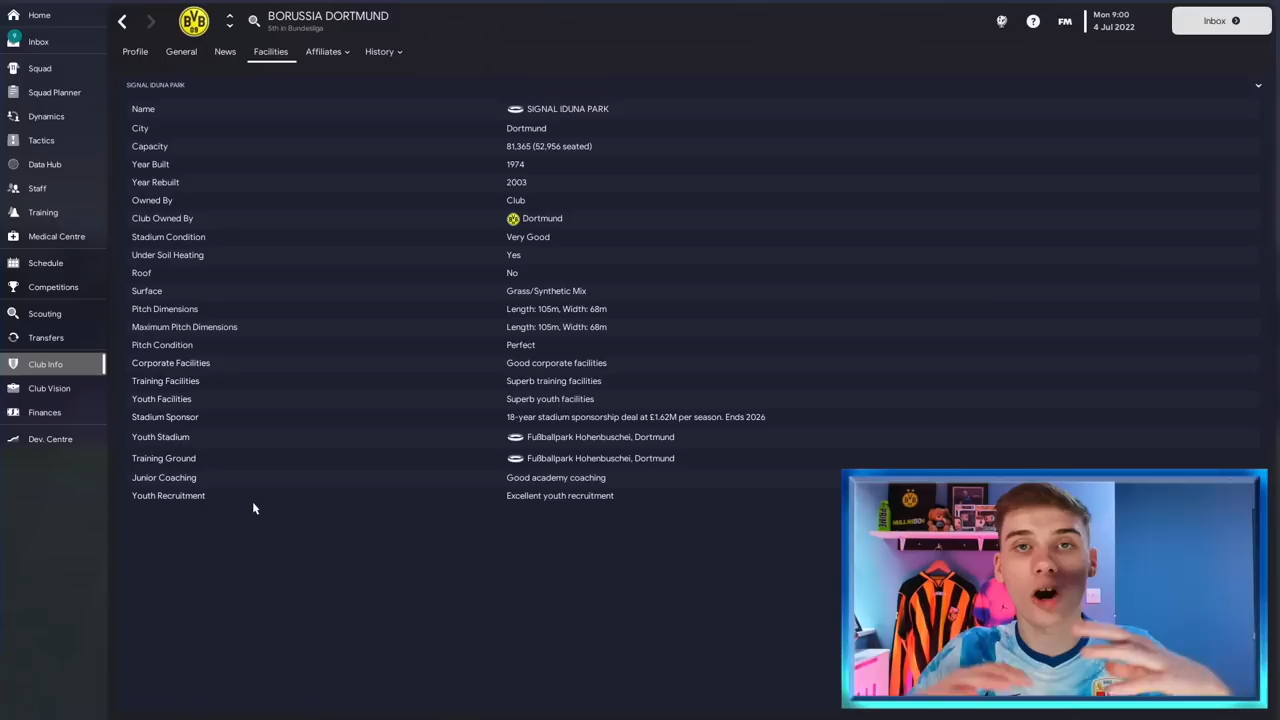 Home
9
Inbox
Squad
Squad Planner
Dynamics
Tactics
Data Hub
Staff
Training
Medical Centre
Schedule
Competitions
Scouting
Transfers
Club Info
Club Vision
Finances
Dev. Centre
BVB
09
BORUSSIA DORTMUND
5th in Bundesliga
?
FM
Mon 9:00
4 Jul 2022
Inbox
Profile
General
News
Facilities
Affiliates
History
SIGNAL IDUNA PARK
Name SIGNAL IDUNA PARK
City Dortmund
Capacity 81,365 (52,956 seated)
Year Built 1974
Year Rebuilt 2003
Owned By Club
Club Owned By Dortmund
Stadium Condition Very Good
Under Soil Heating Yes
Roof No
Surface Grass/Synthetic Mix
Pitch Dimensions Length: 105m, Width: 68m
Maximum Pitch Dimensions Length: 105m, Width: 68m
Pitch Condition Perfect
Corporate Facilities Good corporate facilities
Training Facilities Superb training facilities
Youth Facilities Superb youth facilities
Stadium Sponsor 18-year stadium sponsorship deal at £1.62M per season. Ends 2026
Youth Stadium Fußballpark Hohenbuschei, Dortmund
Training Ground Fußballpark Hohenbuschei, Dortmund
Junior Coaching Good academy coaching
Youth Recruitment Excellent youth recruitment
PRIME